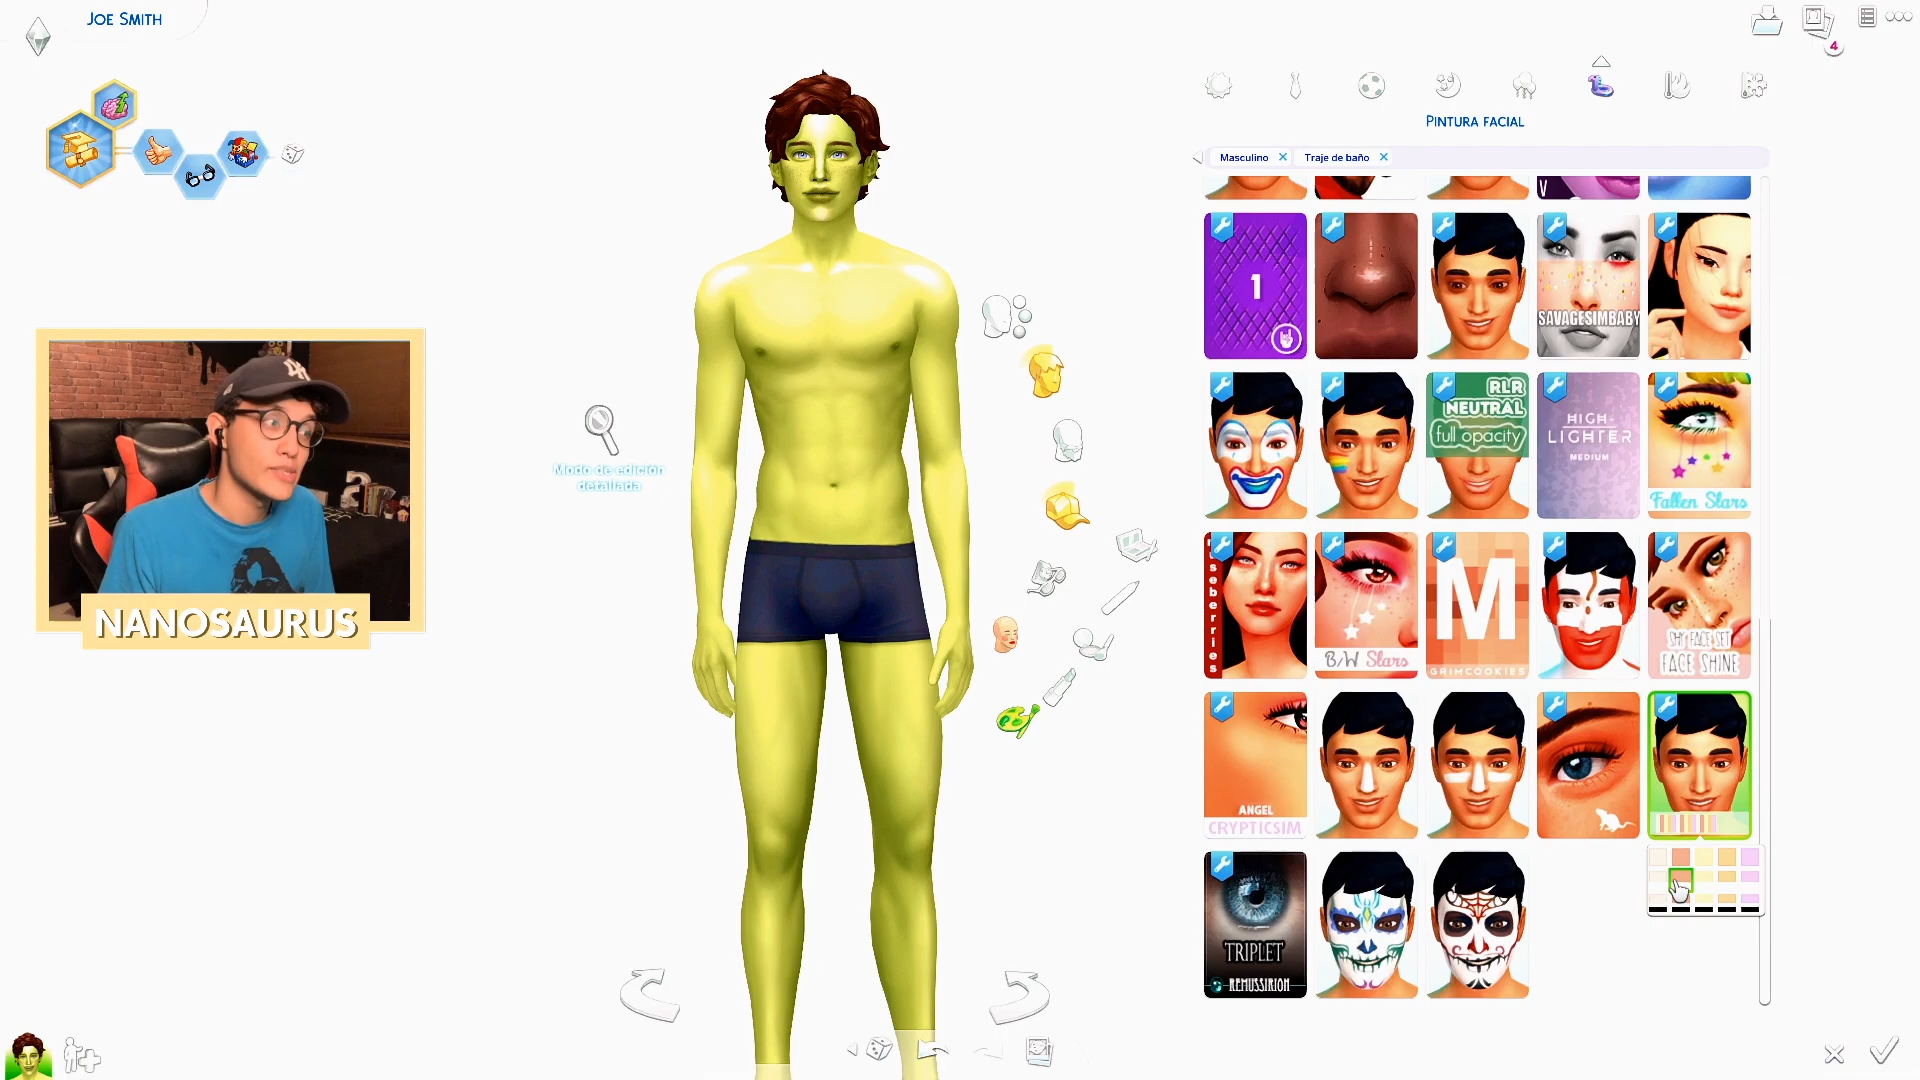 JOE SMITH
4
PINTURA FACIAL
Masculino
Traje de baño
V
1
SAVAGESIMBABY
RLR
NEUTRAL
full opacity
HIGH-
LIGHTER
MEDIUM
Fallen Stars
Modo de edición
detallada
NANOSAURUS
seberries
B/W Stars
M
GRIMCOOKIES
SHY FACE SET
FACE SHINE
ANGEL
CRYPTICSIM
TRIPLET
REMUSSIRION